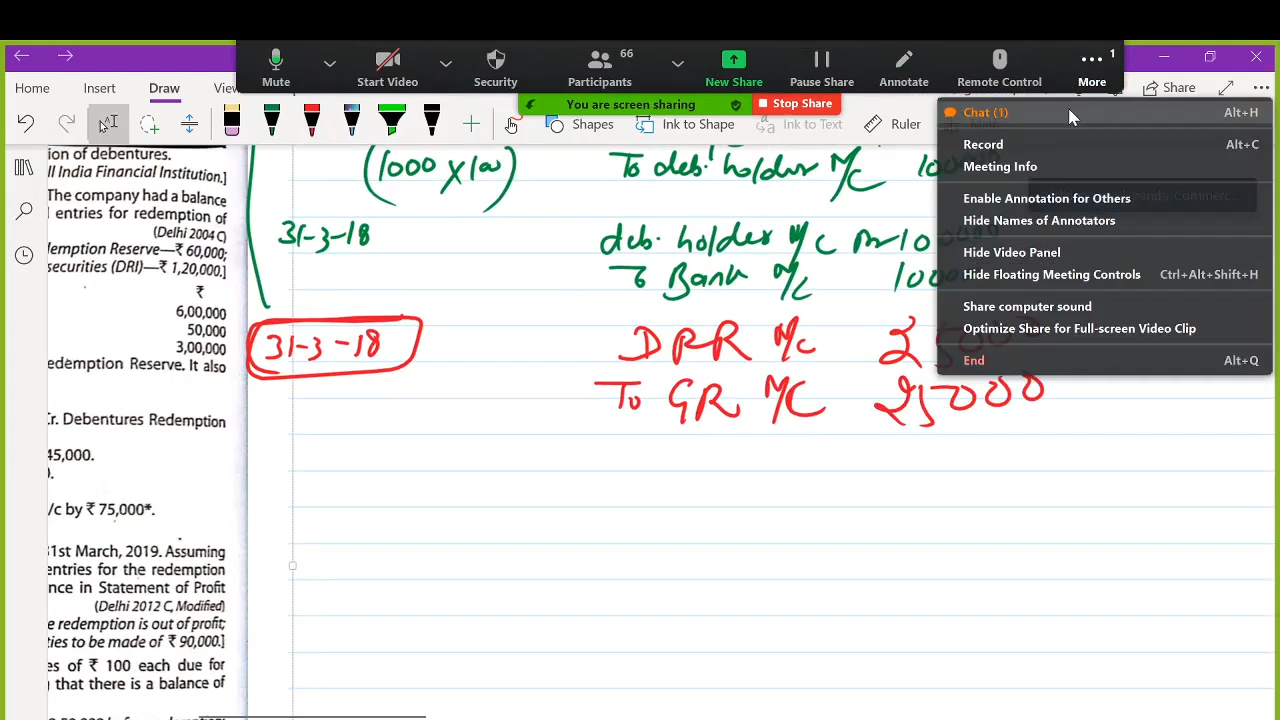 66
1
Mute
Start Video
Security
Participants
New Share
Pause Share
Annotate
Remote Control
More
You are screen sharing
Stop Share
Home
Insert
Draw
Share
Shapes
Ink to Shape
Ink to Text
Ruler
Chat (1) Alt+H
Record Alt+C
Meeting Info
Enable Annotation for Others
Hide Names of Annotators
Hide Video Panel
Hide Floating Meeting Controls Ctrl+Alt+Shift+H
Share computer sound
Optimize Share for Full-screen Video Clip
End Alt+Q
ion of debentures.
ll India Financial Institution.]
The company had a balance
l entries for redemption of
(Delhi 2004 C)
demption Reserve—₹ 60,000;
securities (DRI)—₹ 1,20,000.]
₹
6,00,000
50,000
3,00,000
edemption Reserve. It also
Cr. Debentures Redemption
45,000.
).
/c by ₹ 75,000*.
31st March, 2019. Assuming
entries for the redemption
nce in Statement of Profit
(Delhi 2012 C, Modified)
e redemption is out of profit;
ties to be made of ₹ 90,000.]
es of ₹ 100 each due for
that there is a balance of
(1000 X 100)
To deb. holder A/C
31-3-18
deb. holder A/C Dr
To Bank A/C
31-3-18
DRR A/c
To GR A/C 25000